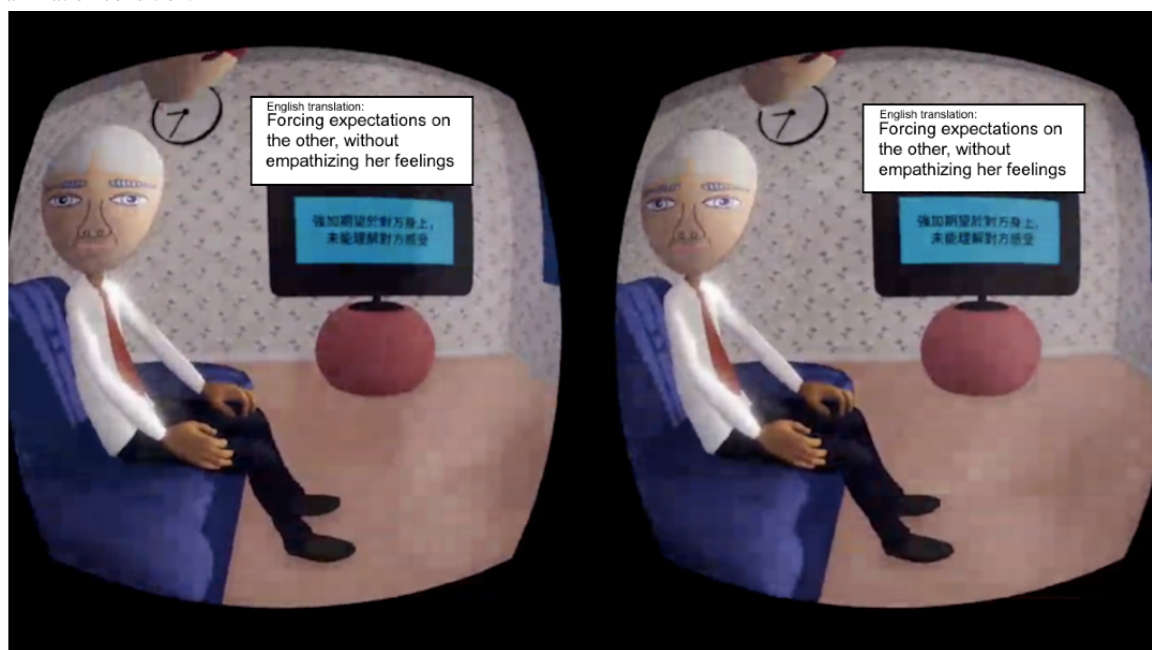 English translation:
Forcing expectations on
the other, without
empathizing her feelings
強加期望於對方身上,
未能理解對方感受
English translation:
Forcing expectations on
the other, without
empathizing her feelings
強加期望於對方身上,
未能理解對方感受